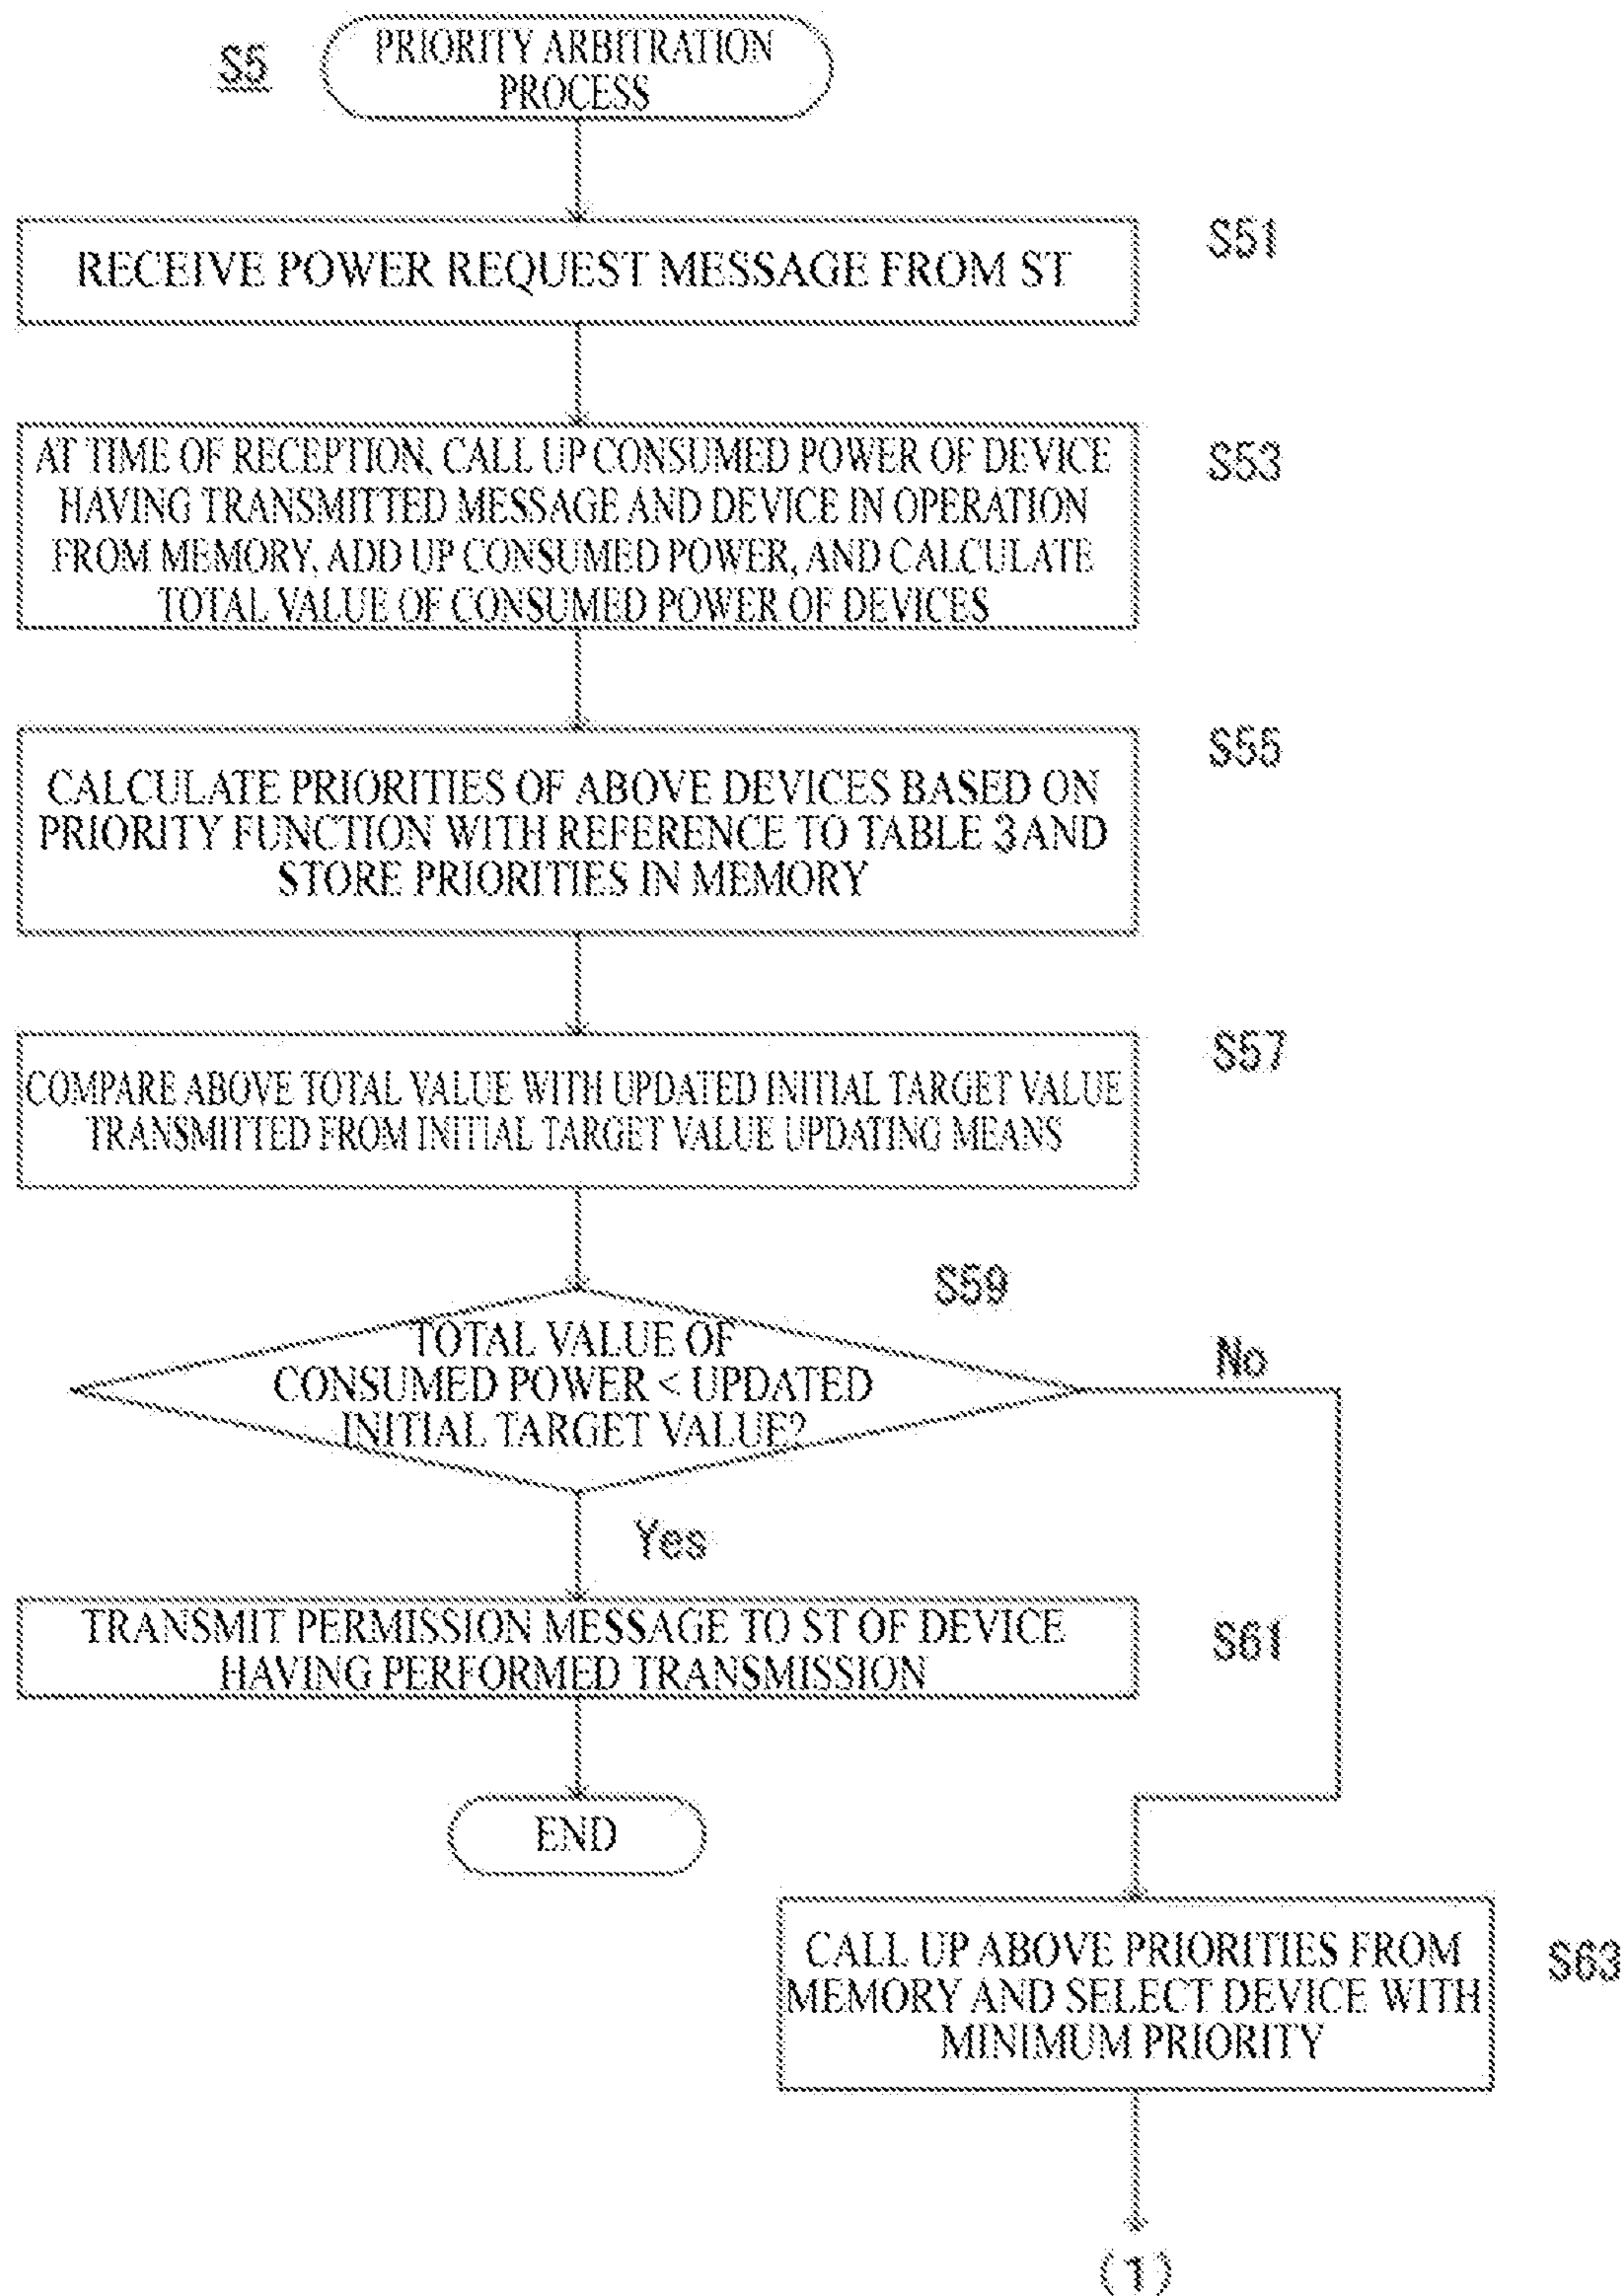 S5
PRIORITY ARBITRATION
PROCESS
RECEIVE POWER REQUEST MESSAGE FROM ST
S51
AT TIME OF RECEPTION, CALL UP CONSUMED POWER OF DEVICE
HAVING TRANSMITTED MESSAGE AND DEVICE IN OPERATION
FROM MEMORY, ADD UP CONSUMED POWER, AND CALCULATE
TOTAL VALUE OF CONSUMED POWER OF DEVICES
S53
CALCULATE PRIORITIES OF ABOVE DEVICES BASED ON
PRIORITY FUNCTION WITH REFERENCE TO TABLE 3 AND
STORE PRIORITIES IN MEMORY
S55
COMPARE ABOVE TOTAL VALUE WITH UPDATED INITIAL TARGET VALUE
TRANSMITTED FROM INITIAL TARGET VALUE UPDATING MEANS
S57
S59
TOTAL VALUE OF
CONSUMED POWER < UPDATED
INITIAL TARGET VALUE?
No
Yes
TRANSMIT PERMISSION MESSAGE TO ST OF DEVICE
HAVING PERFORMED TRANSMISSION
S61
END
CALL UP ABOVE PRIORITIES FROM
MEMORY AND SELECT DEVICE WITH
MINIMUM PRIORITY
S63
(1)